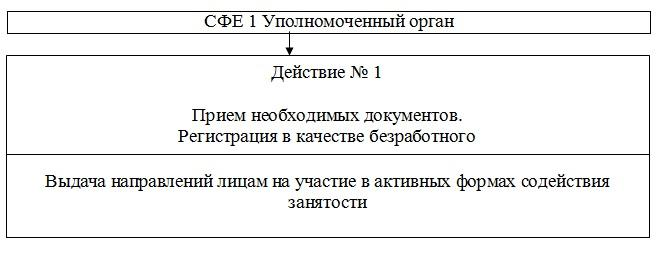 СФЕ 1 Уполномоченный орган
Действие № 1
Прием необходимых документов.
Регистрация в качестве безработного
Выдача направлений лицам на участие в активных формах содействия
занятости